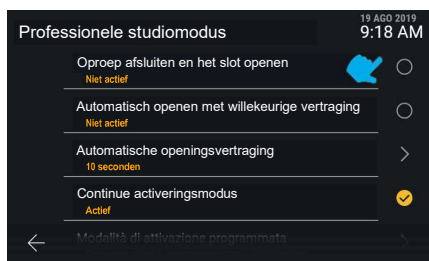 19 AGO 2019
Professionele studiomodus
9:18 AM
Oproep afsluiten en het slot openen
Niet actief
Automatisch openen met willekeurige vertraging
Niet actief
Automatische openingsvertraging
10 seconden
Continue activeringsmodus
Actief
Modalità di attivazione programmata